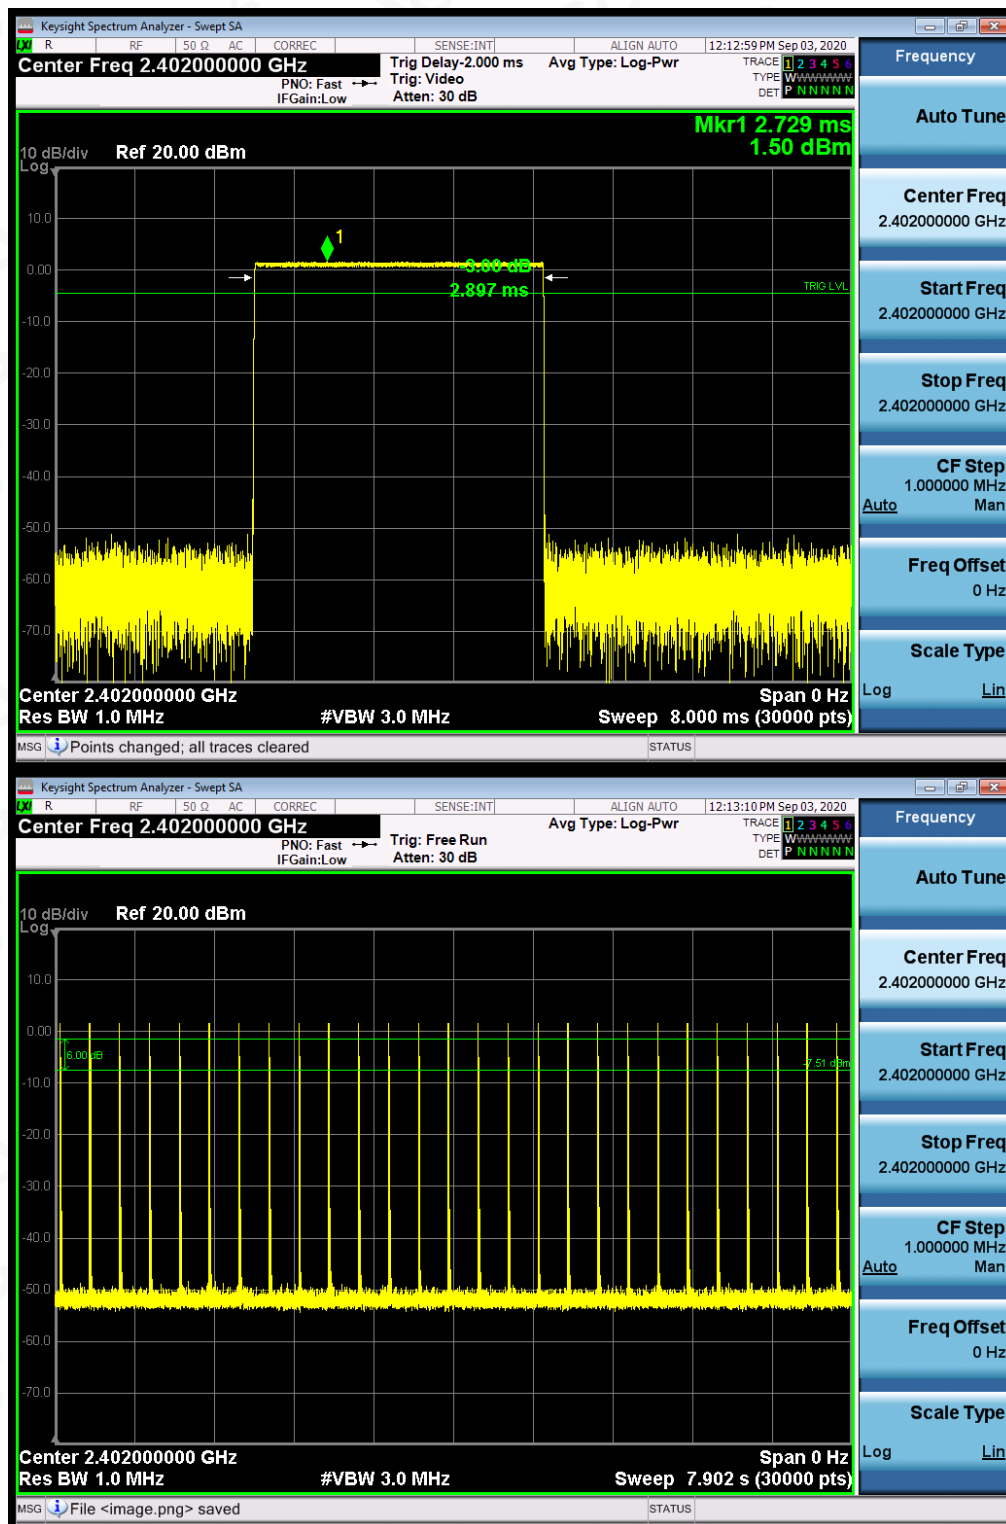 Keysight Spectrum Analyzer - Swept SA
LXI R RF 50 Ω AC CORREC SENSE:INT ALIGN AUTO 12:12:59 PM Sep 03, 2020
Center Freq 2.402000000 GHz
PNO: Fast
IFGain:Low
Trig Delay-2.000 ms
Trig: Video
Atten: 30 dB
Avg Type: Log-Pwr
TRACE 1 2 3 4 5 6
TYPE WWWWWW
DET P N N N N N
Mkr1 2.729 ms
1.50 dBm
10 dB/div
Log
Ref 20.00 dBm
10.0
0.00
-10.0
-20.0
-30.0
-40.0
-50.0
-60.0
-70.0
1
-3.00 dB
2.897 ms
TRIG LVL
Center 2.402000000 GHz
Span 0 Hz
Res BW 1.0 MHz
#VBW 3.0 MHz
Sweep 8.000 ms (30000 pts)
MSG Points changed; all traces cleared
STATUS
Frequency
Auto Tune
Center Freq
2.402000000 GHz
Start Freq
2.402000000 GHz
Stop Freq
2.402000000 GHz
CF Step
1.000000 MHz
Auto Man
Freq Offset
0 Hz
Scale Type
Log Lin
Keysight Spectrum Analyzer - Swept SA
LXI R RF 50 Ω AC CORREC SENSE:INT ALIGN AUTO 12:13:10 PM Sep 03, 2020
Center Freq 2.402000000 GHz
PNO: Fast
IFGain:Low
Trig: Free Run
Atten: 30 dB
Avg Type: Log-Pwr
TRACE 1 2 3 4 5 6
TYPE WWWWWW
DET P N N N N N
10 dB/div
Log
Ref 20.00 dBm
10.0
0.00
-10.0
-20.0
-30.0
-40.0
-50.0
-60.0
-70.0
6.00 dB
-7.51 dBm
Center 2.402000000 GHz
Span 0 Hz
Res BW 1.0 MHz
#VBW 3.0 MHz
Sweep 7.902 s (30000 pts)
MSG File <image.png> saved
STATUS
Frequency
Auto Tune
Center Freq
2.402000000 GHz
Start Freq
2.402000000 GHz
Stop Freq
2.402000000 GHz
CF Step
1.000000 MHz
Auto Man
Freq Offset
0 Hz
Scale Type
Log Lin